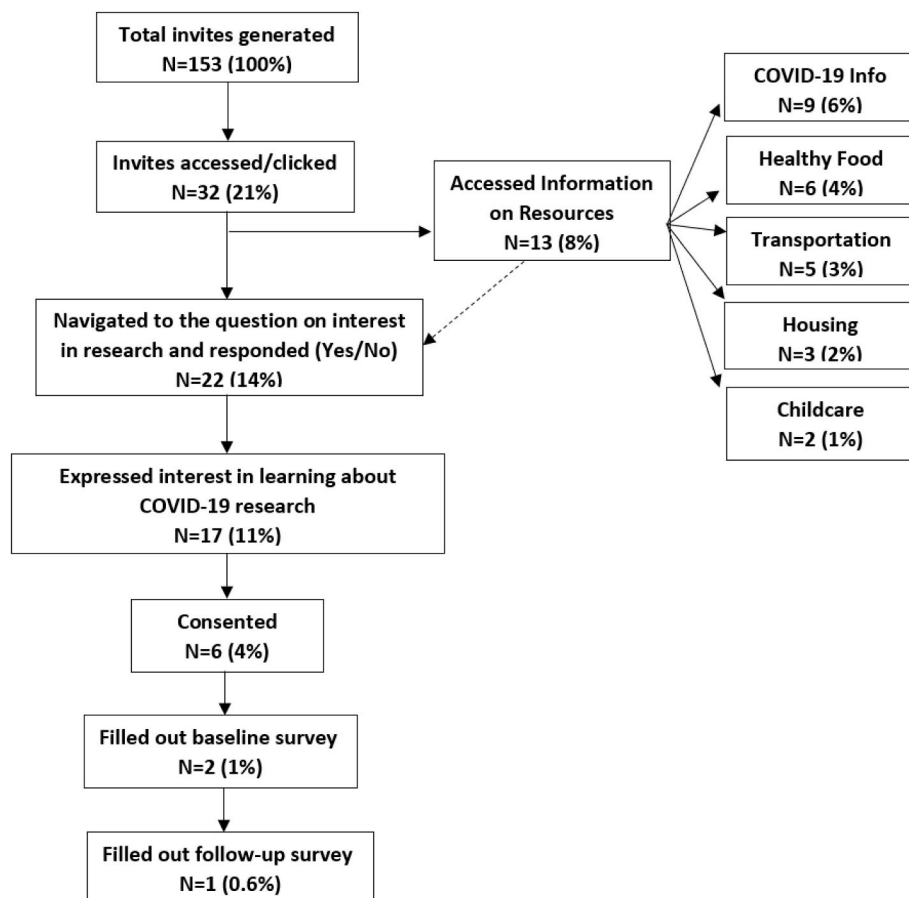 Total invites generated
N=153 (100%)
Invites accessed/clicked
N=32 (21%)
Accessed Information
on Resources
N=13 (8%)
COVID-19 Info
N=9 (6%)
Healthy Food
N=6 (4%)
Transportation
N=5 (3%)
Housing
N=3 (2%)
Childcare
N=2 (1%)
Navigated to the question on interest
in research and responded (Yes/No)
N=22 (14%)
Expressed interest in learning about
COVID-19 research
N=17 (11%)
Consented
N=6 (4%)
Filled out baseline survey
N=2 (1%)
Filled out follow-up survey
N=1 (0.6%)